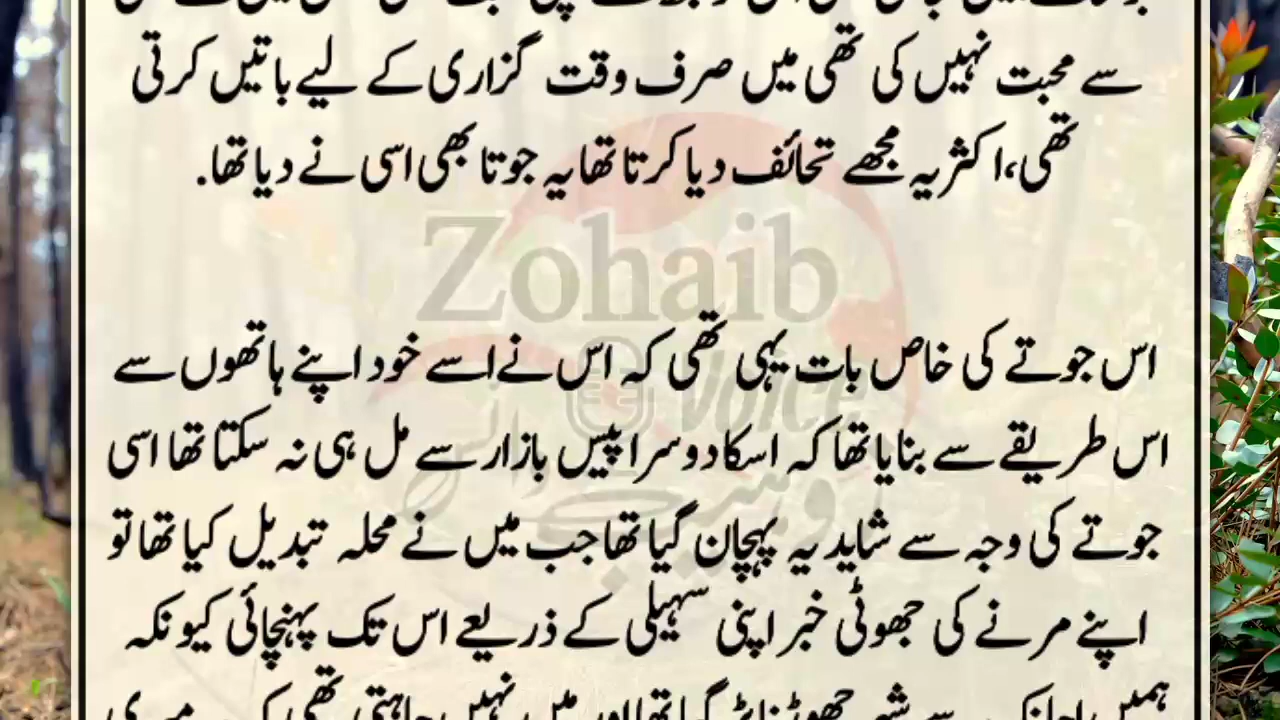 سے محبت نہیں کی تھی میں صرف وقت گزاری کے لیے باتیں کرتی
تھی، اکثر یہ مجھے تحائف دیا کرتا تھا یہ جوتا بھی اسی نے دیا تھا۔
Zohaib
VOICE
اس جوتے کی خاص بات یہی تھی کہ اس نے اسے خود اپنے ہاتھوں سے
اس طریقے سے بنایا تھا کہ اسکا دوسرا پیس بازار سے مل ہی نہ سکتا تھا اسی
جوتے کی وجہ سے شاید یہ پہچان گیا تھا جب میں نے محلہ تبدیل کیا تھا تو
اپنے مرنے کی جھوٹی خبر اپنی سہیلی کے ذریعے اس تک پہنچائی کیونکہ